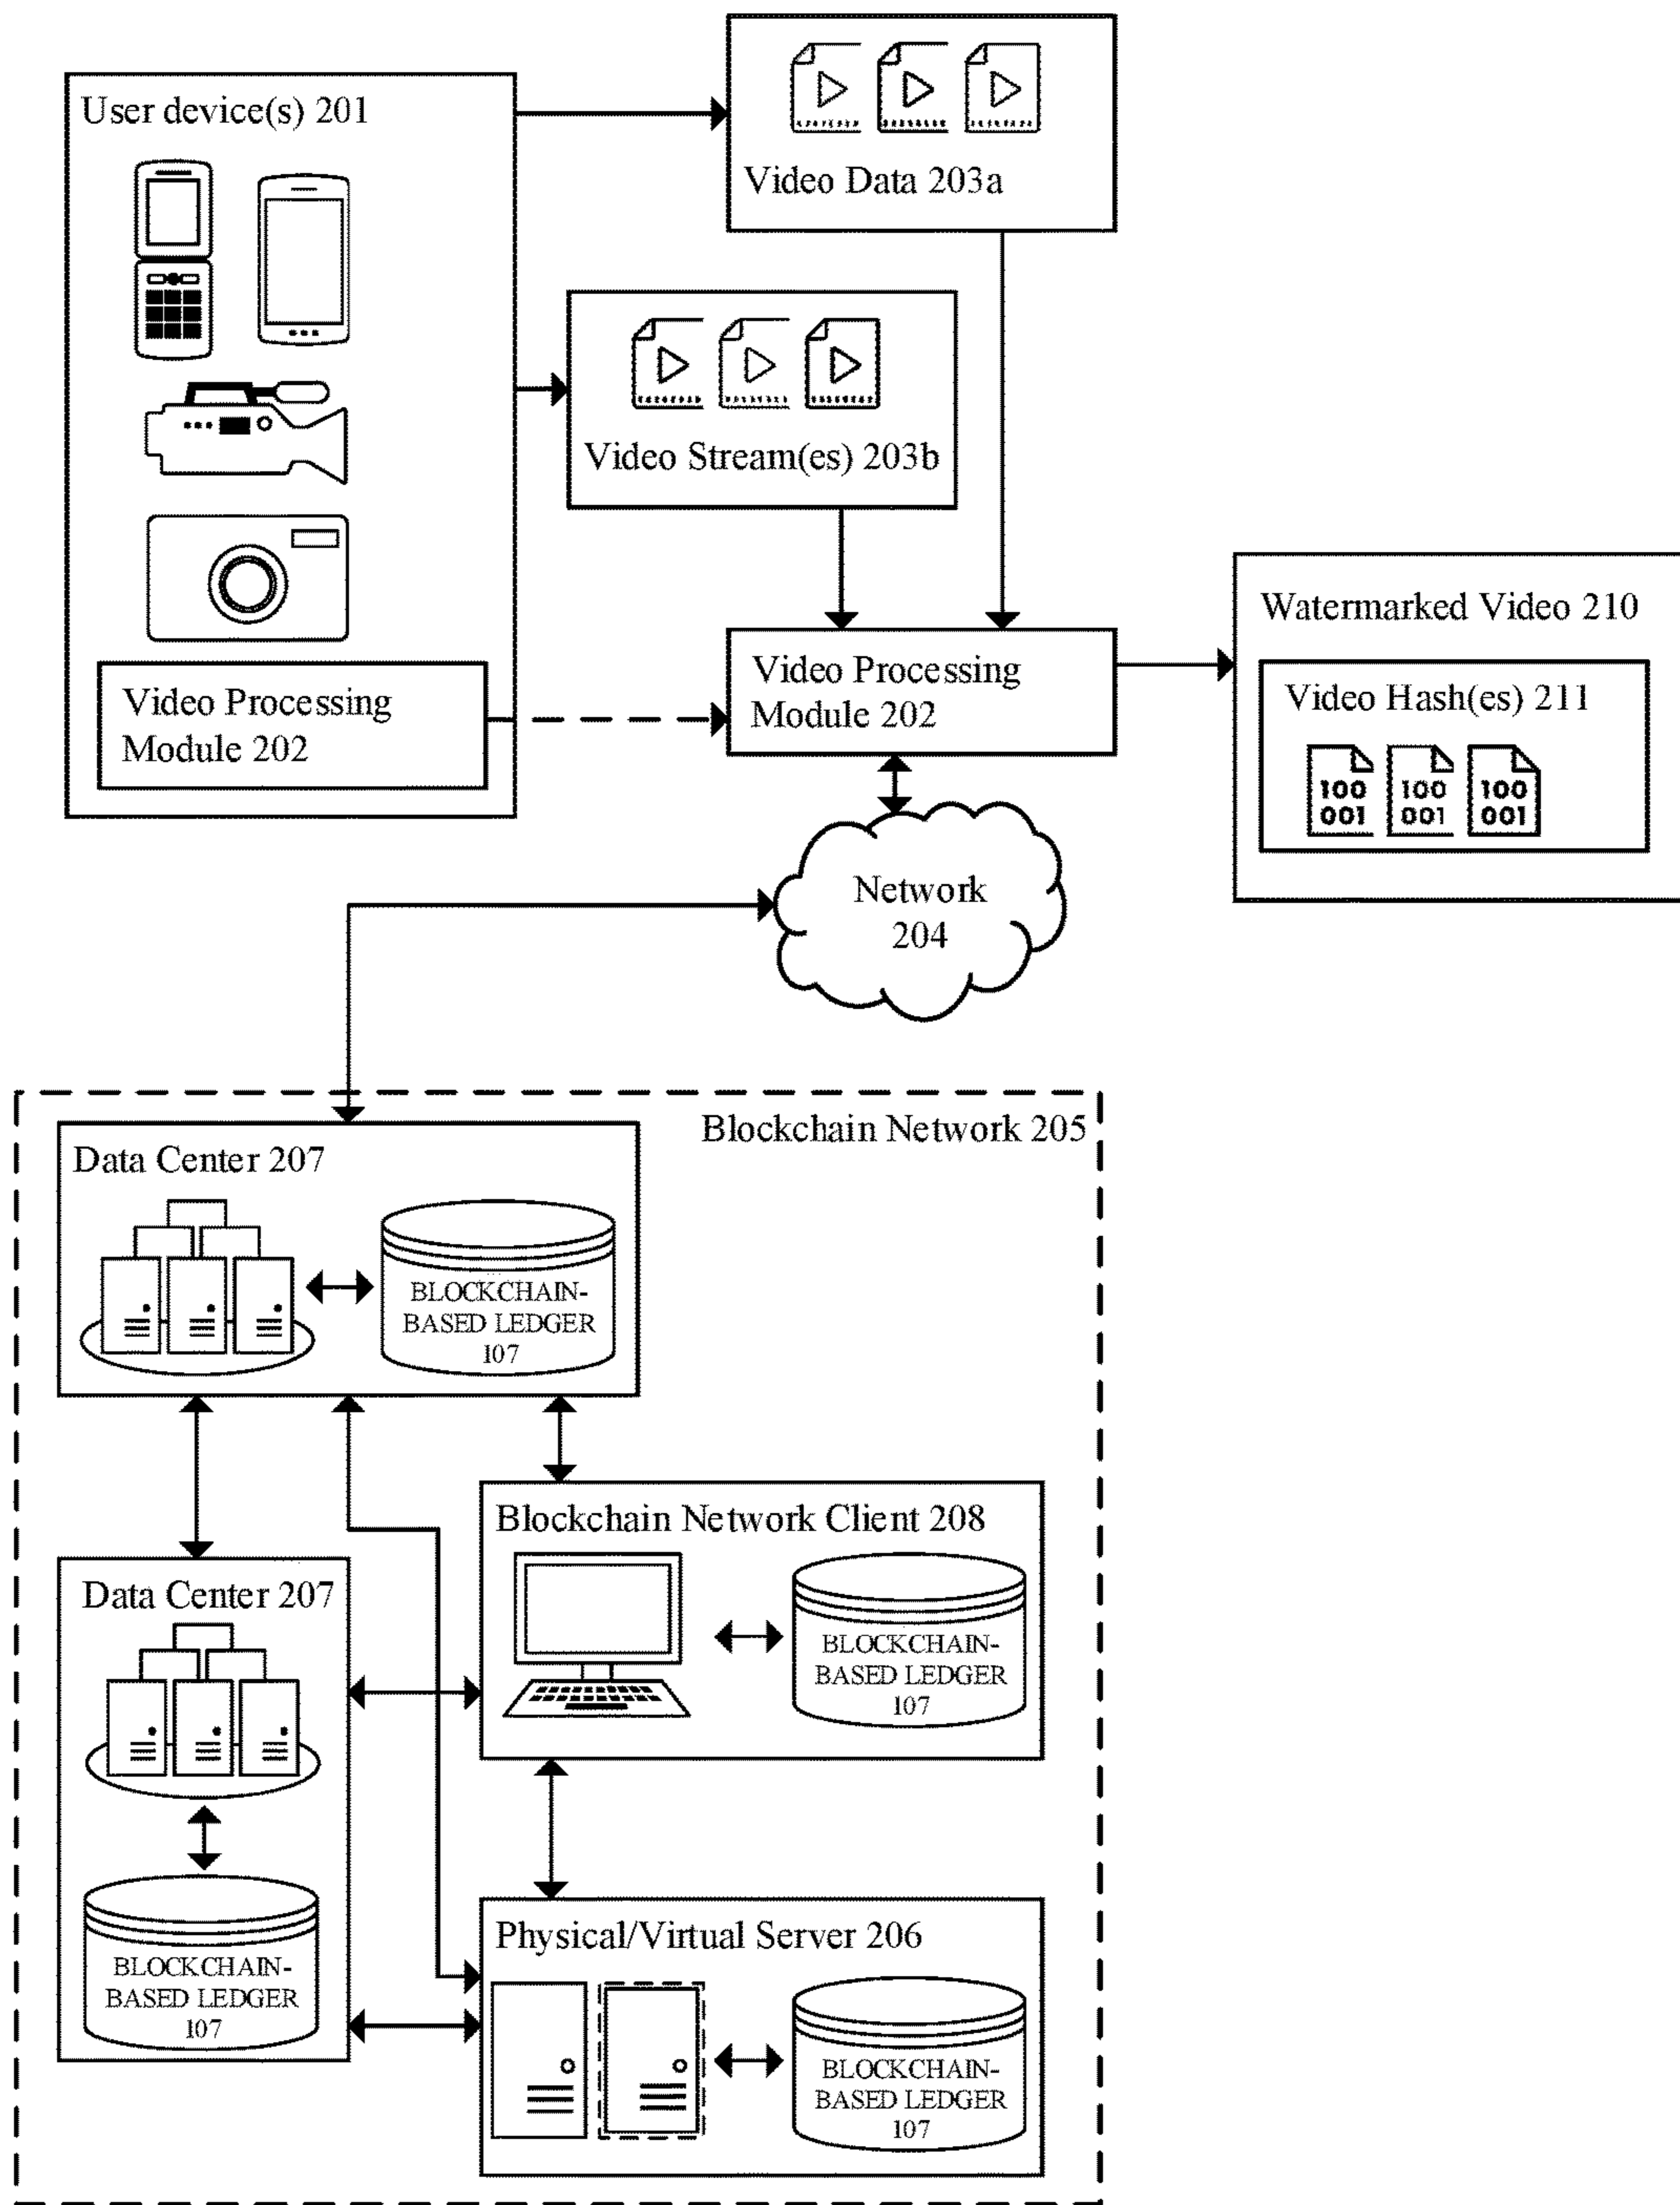 User device(s) 201
Video Processing
Module 202
Video Data 203a
Video Stream(es) 203b
Video Processing
Module 202
Watermarked Video 210
Video Hash(es) 211
100
001
100
001
100
001
Network
204
Blockchain Network 205
Data Center 207
BLOCKCHAIN-
BASED LEDGER
107
Blockchain Network Client 208
BLOCKCHAIN-
BASED LEDGER
107
Data Center 207
BLOCKCHAIN-
BASED LEDGER
107
Physical/Virtual Server 206
BLOCKCHAIN-
BASED LEDGER
107